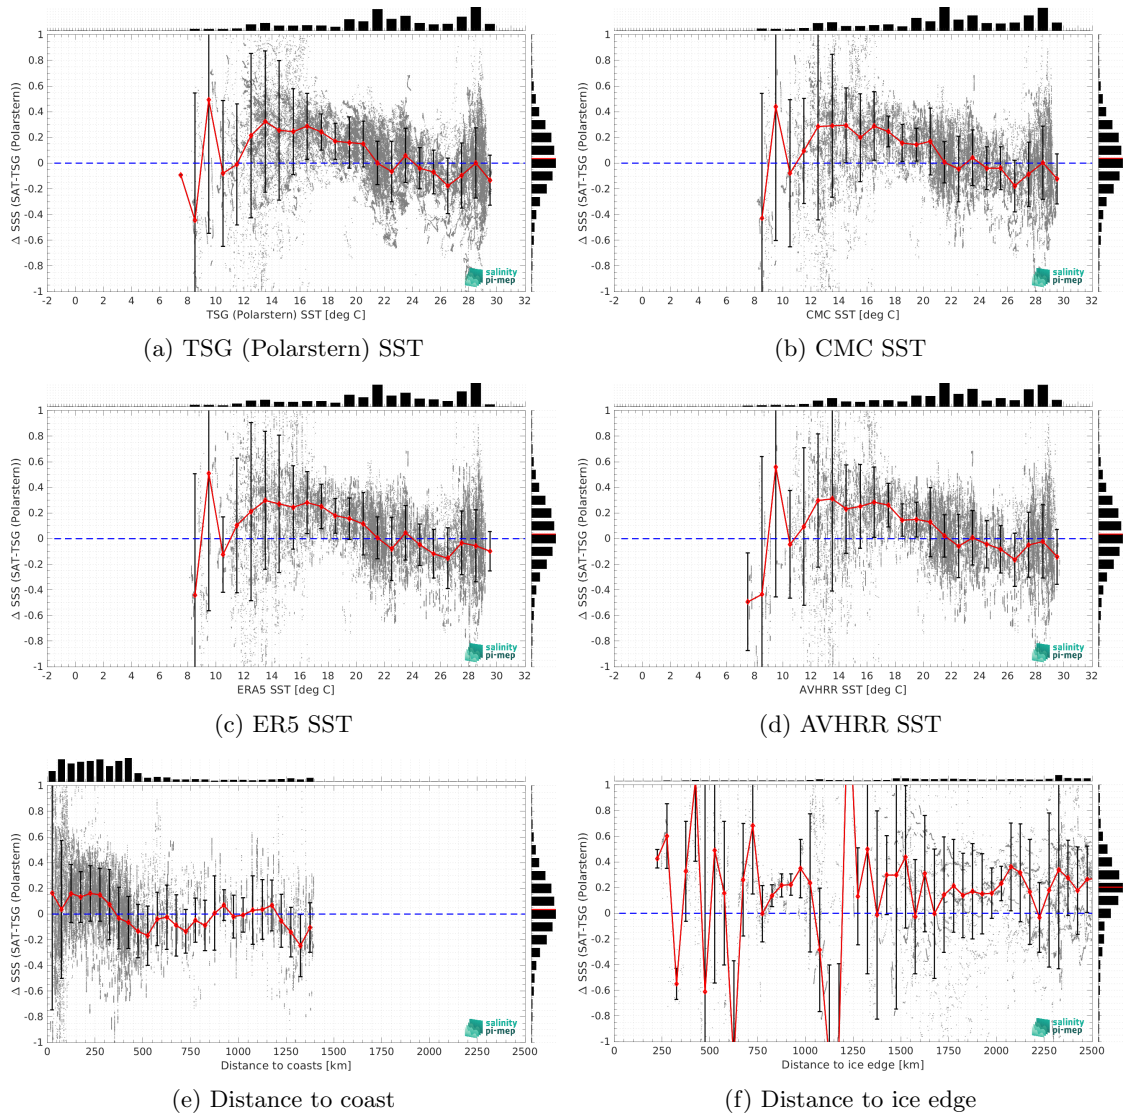 1
0.8
0.6
0.4
0.2
0
-0.2
-0.4
-0.6
-0.8
-1
Δ SSS (SAT-TSG (Polarstern))
salinity
pi-mep
-2 0 2 4 6 8 10 12 14 16 18 20 22 24 26 28 30 32
TSG (Polarstern) SST [deg C]
(a) TSG (Polarstern) SST
1
0.8
0.6
0.4
0.2
0
-0.2
-0.4
-0.6
-0.8
-1
Δ SSS (SAT-TSG (Polarstern))
salinity
pi-mep
-2 0 2 4 6 8 10 12 14 16 18 20 22 24 26 28 30 32
CMC SST [deg C]
(b) CMC SST
1
0.8
0.6
0.4
0.2
0
-0.2
-0.4
-0.6
-0.8
-1
Δ SSS (SAT-TSG (Polarstern))
salinity
pi-mep
-2 0 2 4 6 8 10 12 14 16 18 20 22 24 26 28 30 32
ERA5 SST [deg C]
(c) ER5 SST
1
0.8
0.6
0.4
0.2
0
-0.2
-0.4
-0.6
-0.8
-1
Δ SSS (SAT-TSG (Polarstern))
salinity
pi-mep
-2 0 2 4 6 8 10 12 14 16 18 20 22 24 26 28 30 32
AVHRR SST [deg C]
(d) AVHRR SST
1
0.8
0.6
0.4
0.2
0
-0.2
-0.4
-0.6
-0.8
-1
Δ SSS (SAT-TSG (Polarstern))
salinity
pi-mep
0 250 500 750 1000 1250 1500 1750 2000 2250 2500
Distance to coasts [km]
(e) Distance to coast
1
0.8
0.6
0.4
0.2
0
-0.2
-0.4
-0.6
-0.8
-1
Δ SSS (SAT-TSG (Polarstern))
salinity
pi-mep
0 250 500 750 1000 1250 1500 1750 2000 2250 2500
Distance to ice edge [km]
(f) Distance to ice edge